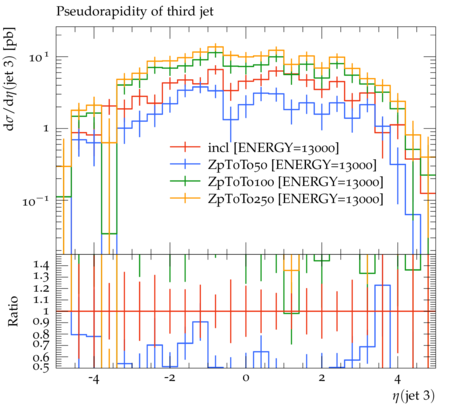 Pseudorapidity of third jet
dσ/dη(jet 3) [pb]
10¹
1
10⁻¹
incl [ENERGY=13000]
ZpToTo50 [ENERGY=13000]
ZpToTo100 [ENERGY=13000]
ZpToTo250 [ENERGY=13000]
Ratio
1.4
1.3
1.2
1.1
1
0.9
0.8
0.7
0.6
0.5
-4 -2 0 2 4
η(jet 3)